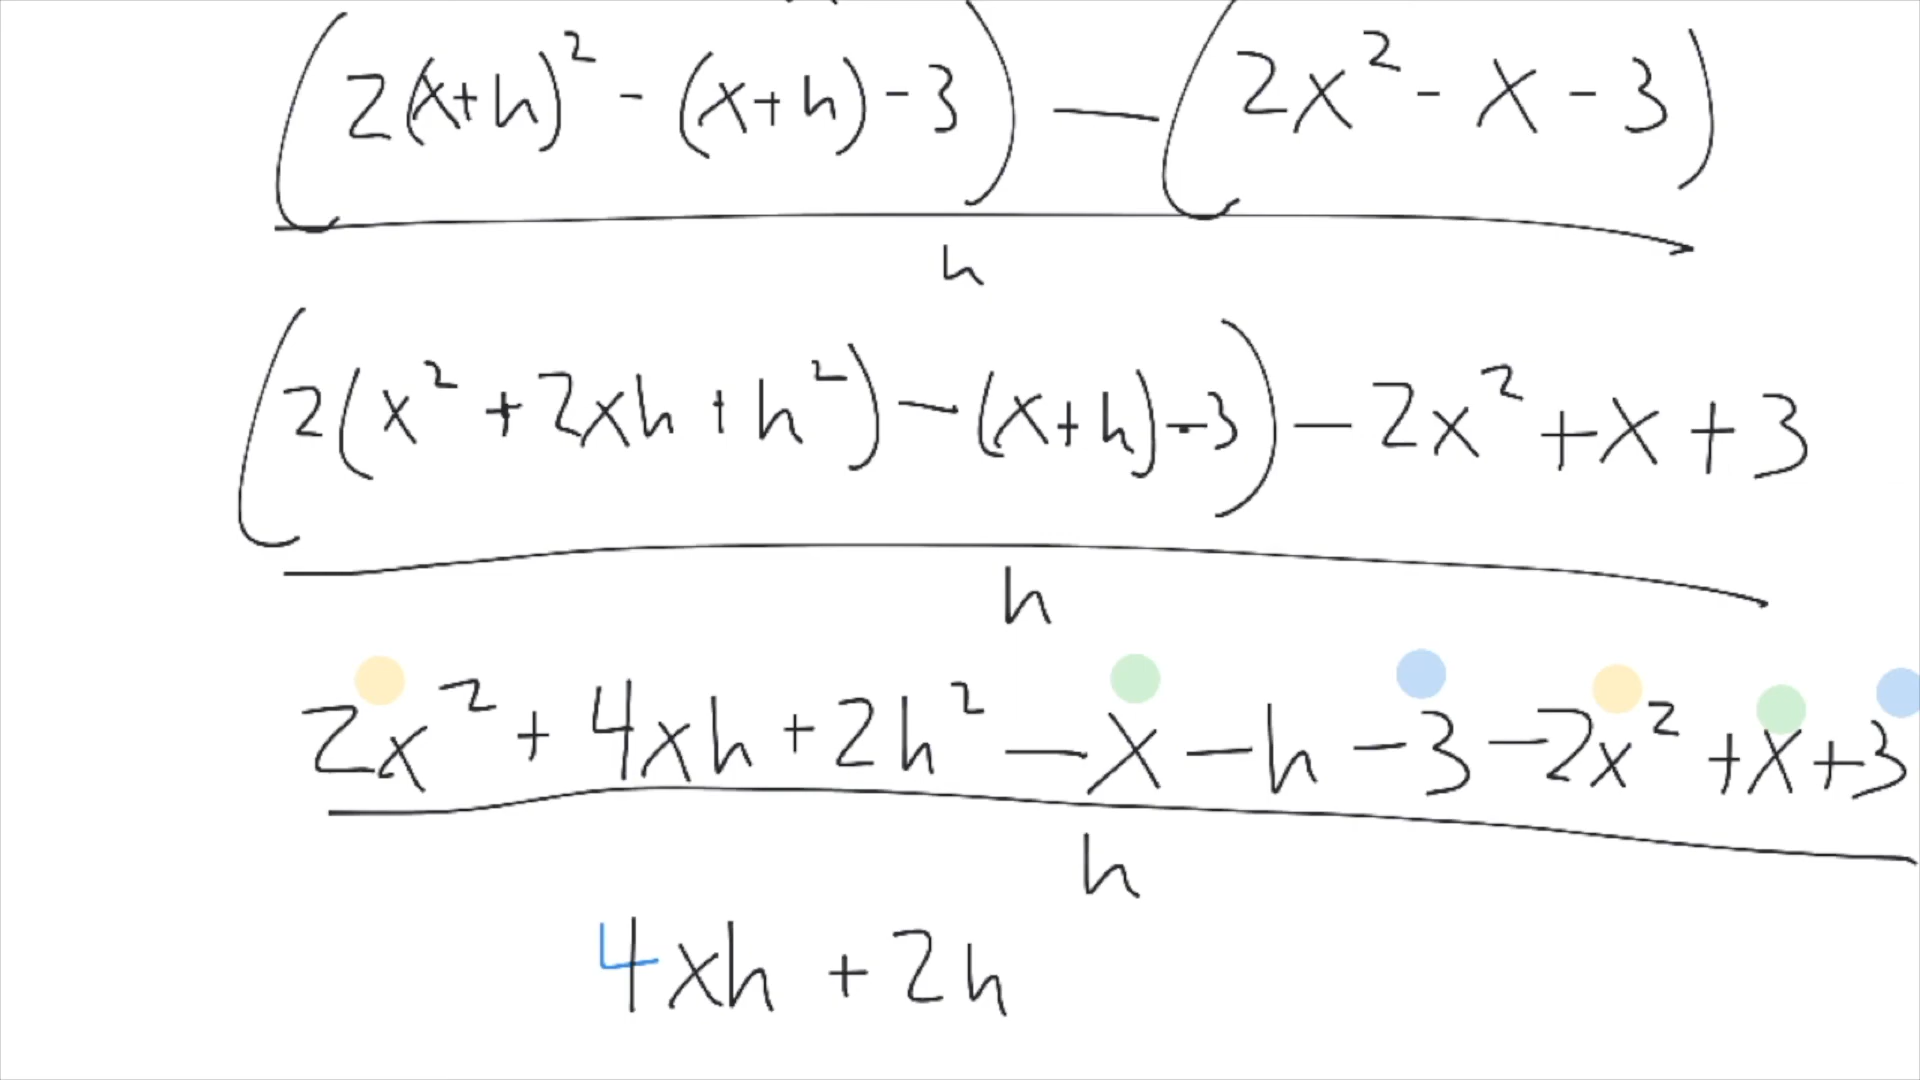 (2(x+h)² - (x+h) - 3) — (2x² - x - 3)
h
(2(x² + 2xh + h²) - (x+h) - 3) - 2x² + x + 3
h
2x² + 4xh + 2h² - x - h - 3 - 2x² + x + 3
h
4xh + 2h